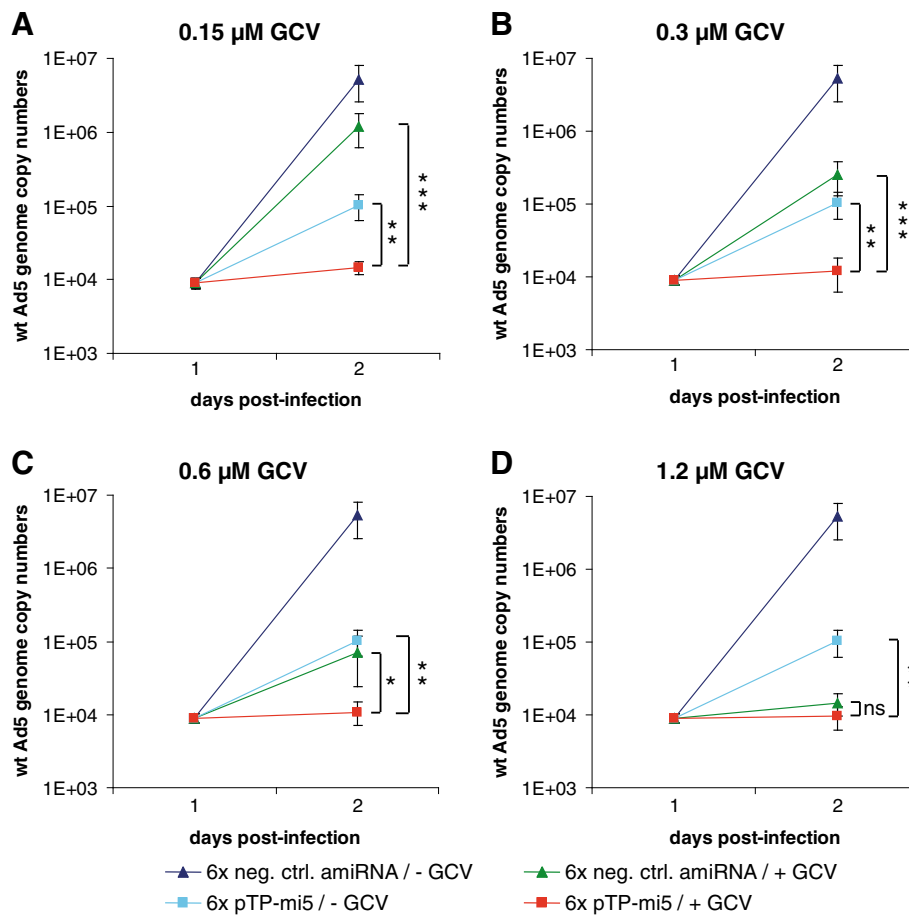 A
0.15 µM GCV
wt Ad5 genome copy numbers
1E+07
1E+06
1E+05
1E+04
1E+03
***
**
1
2
days post-infection
B
0.3 µM GCV
wt Ad5 genome copy numbers
1E+07
1E+06
1E+05
1E+04
1E+03
***
**
1
2
days post-infection
C
0.6 µM GCV
wt Ad5 genome copy numbers
1E+07
1E+06
1E+05
1E+04
1E+03
*
**
1
2
days post-infection
D
1.2 µM GCV
wt Ad5 genome copy numbers
1E+07
1E+06
1E+05
1E+04
1E+03
ns
1
2
days post-infection
6x neg. ctrl. amiRNA / - GCV
6x neg. ctrl. amiRNA / + GCV
6x pTP-mi5 / - GCV
6x pTP-mi5 / + GCV